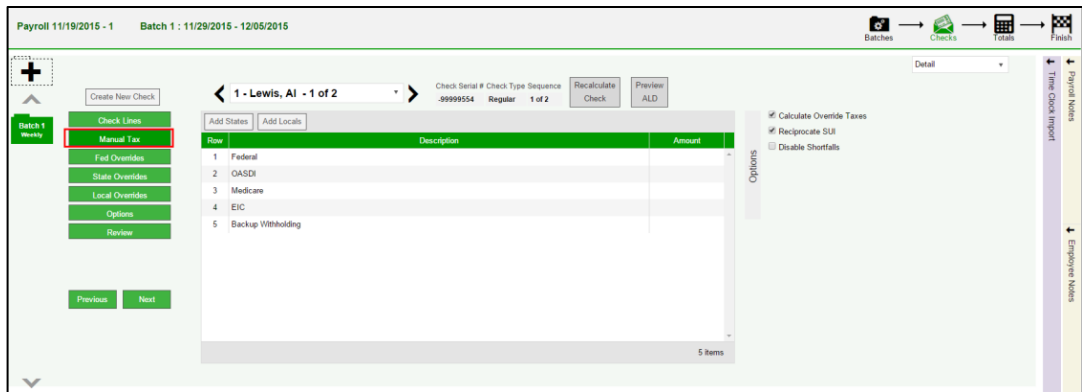 Payroll 11/19/2015 - 1 Batch 1 : 11/29/2015 - 12/05/2015
Batches Checks Totals Finish
Detail
Create New Check
1 - Lewis, Al - 1 of 2
Check Serial # Check Type Sequence
-99999554 Regular 1 of 2
Recalculate
Check
Preview
ALD
Batch 1
Weekly
Check Lines
Manual Tax
Fed Overrides
State Overrides
Local Overrides
Options
Review
Previous Next
Add States Add Locals
Row Description Amount
1 Federal
2 OASDI
3 Medicare
4 EIC
5 Backup Withholding
5 Items
Options
Calculate Override Taxes
Reciprocate SUI
Disable Shortfalls
Time Clock Import
Payroll Notes
Employee Notes